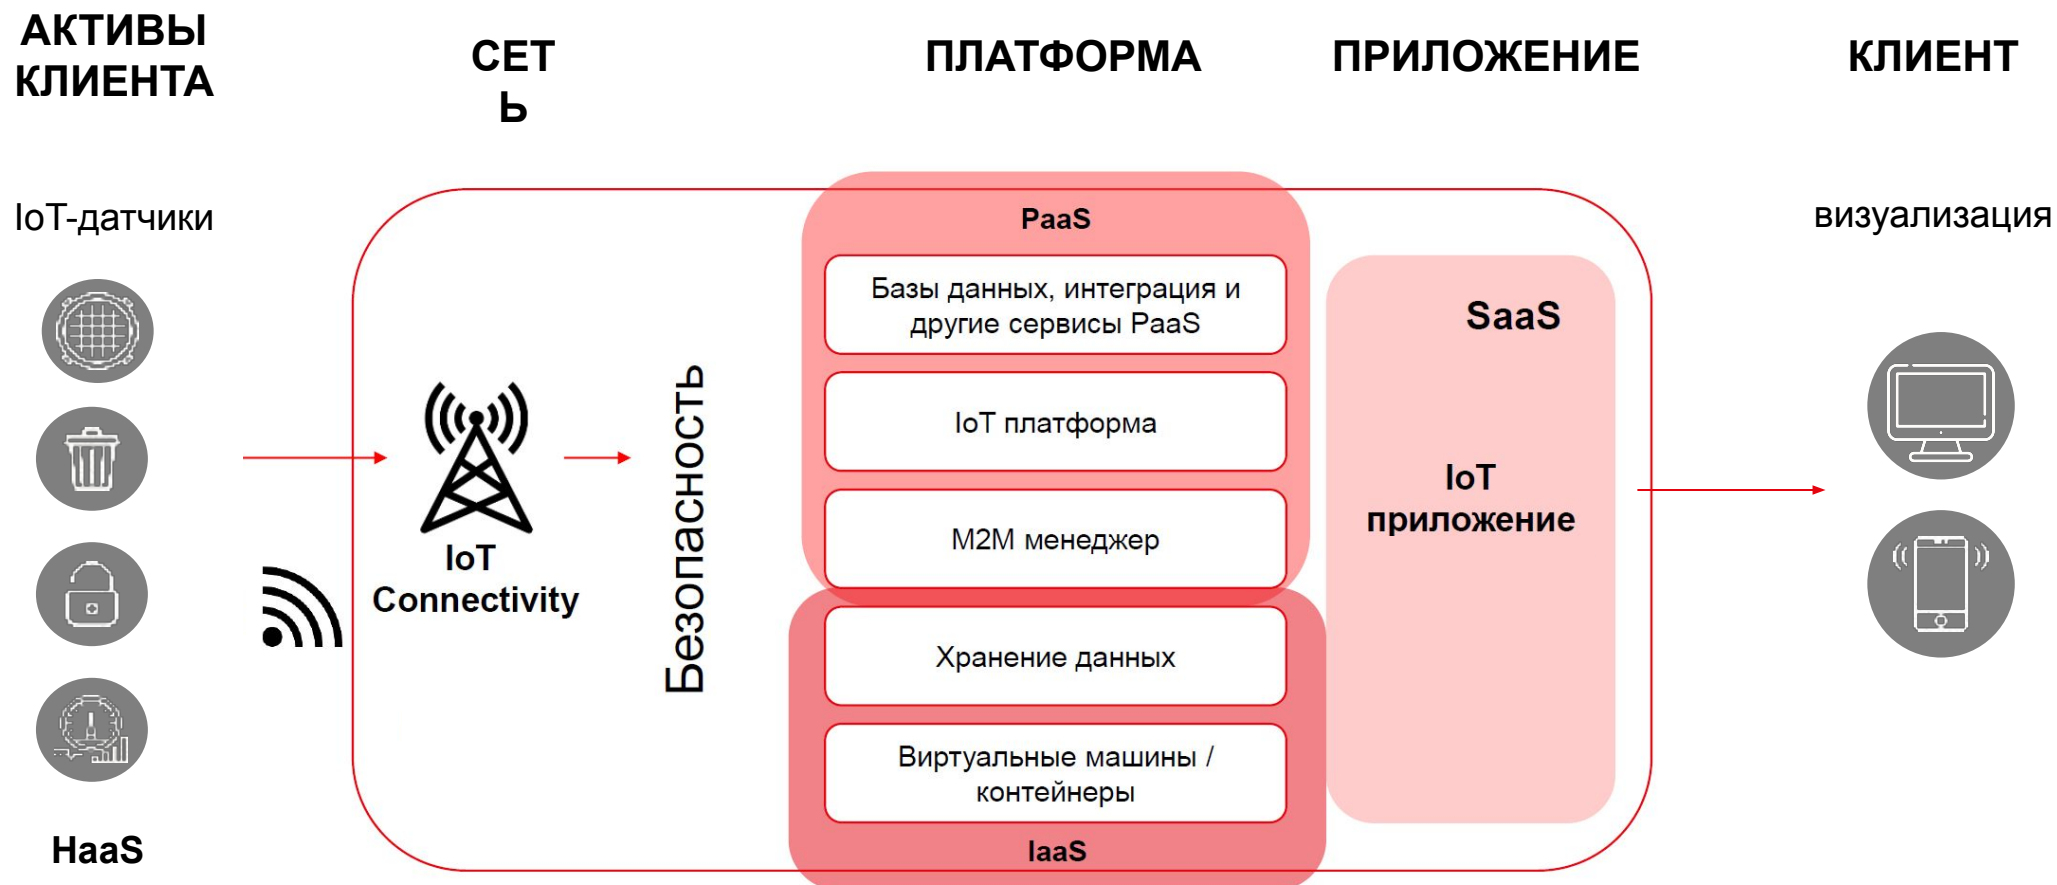 АКТИВЫ
КЛИЕНТА
СЕТ
Ь
ПЛАТФОРМА
ПРИЛОЖЕНИЕ
КЛИЕНТ
IoT-датчики
HaaS
IoT
Connectivity
Безопасность
PaaS
Базы данных, интеграция и
другие сервисы PaaS
IoT платформа
M2M менеджер
Хранение данных
Виртуальные машины /
контейнеры
IaaS
SaaS
IoT
приложение
визуализация